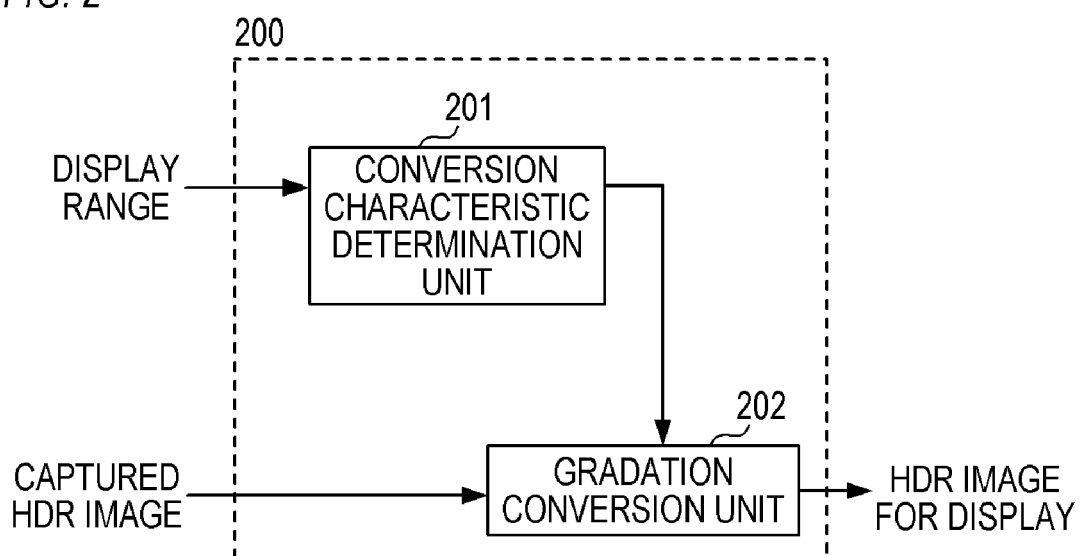 FIG. 2
200
201
DISPLAY
RANGE
CONVERSION
CHARACTERISTIC
DETERMINATION
UNIT
202
CAPTURED
HDR IMAGE
GRADATION
CONVERSION UNIT
HDR IMAGE
FOR DISPLAY